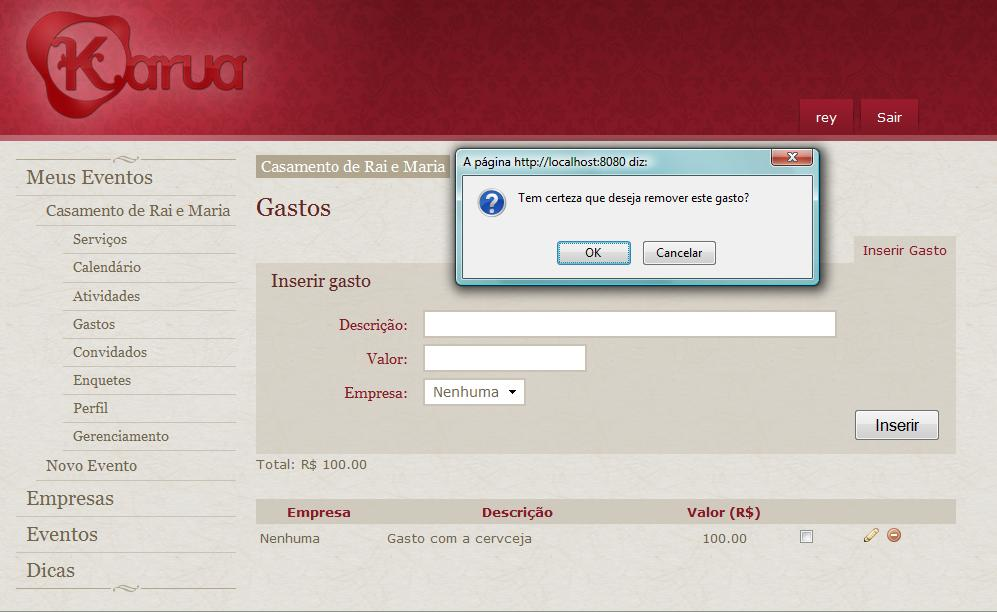 Karua
rey
Sair
Meus Eventos
Casamento de Rai e Maria
Serviços
Calendário
Atividades
Gastos
Convidados
Enquetes
Perfil
Gerenciamento
Novo Evento
Empresas
Eventos
Dicas
Casamento de Rai e Maria
Gastos
A página http://localhost:8080 diz:
Tem certeza que deseja remover este gasto?
OK
Cancelar
Inserir Gasto
Inserir gasto
Descrição:
Valor:
Empresa:
Nenhuma
Inserir
Total: R$ 100.00
Empresa Descrição Valor (R$)
Nenhuma Gasto com a cervceja 100.00